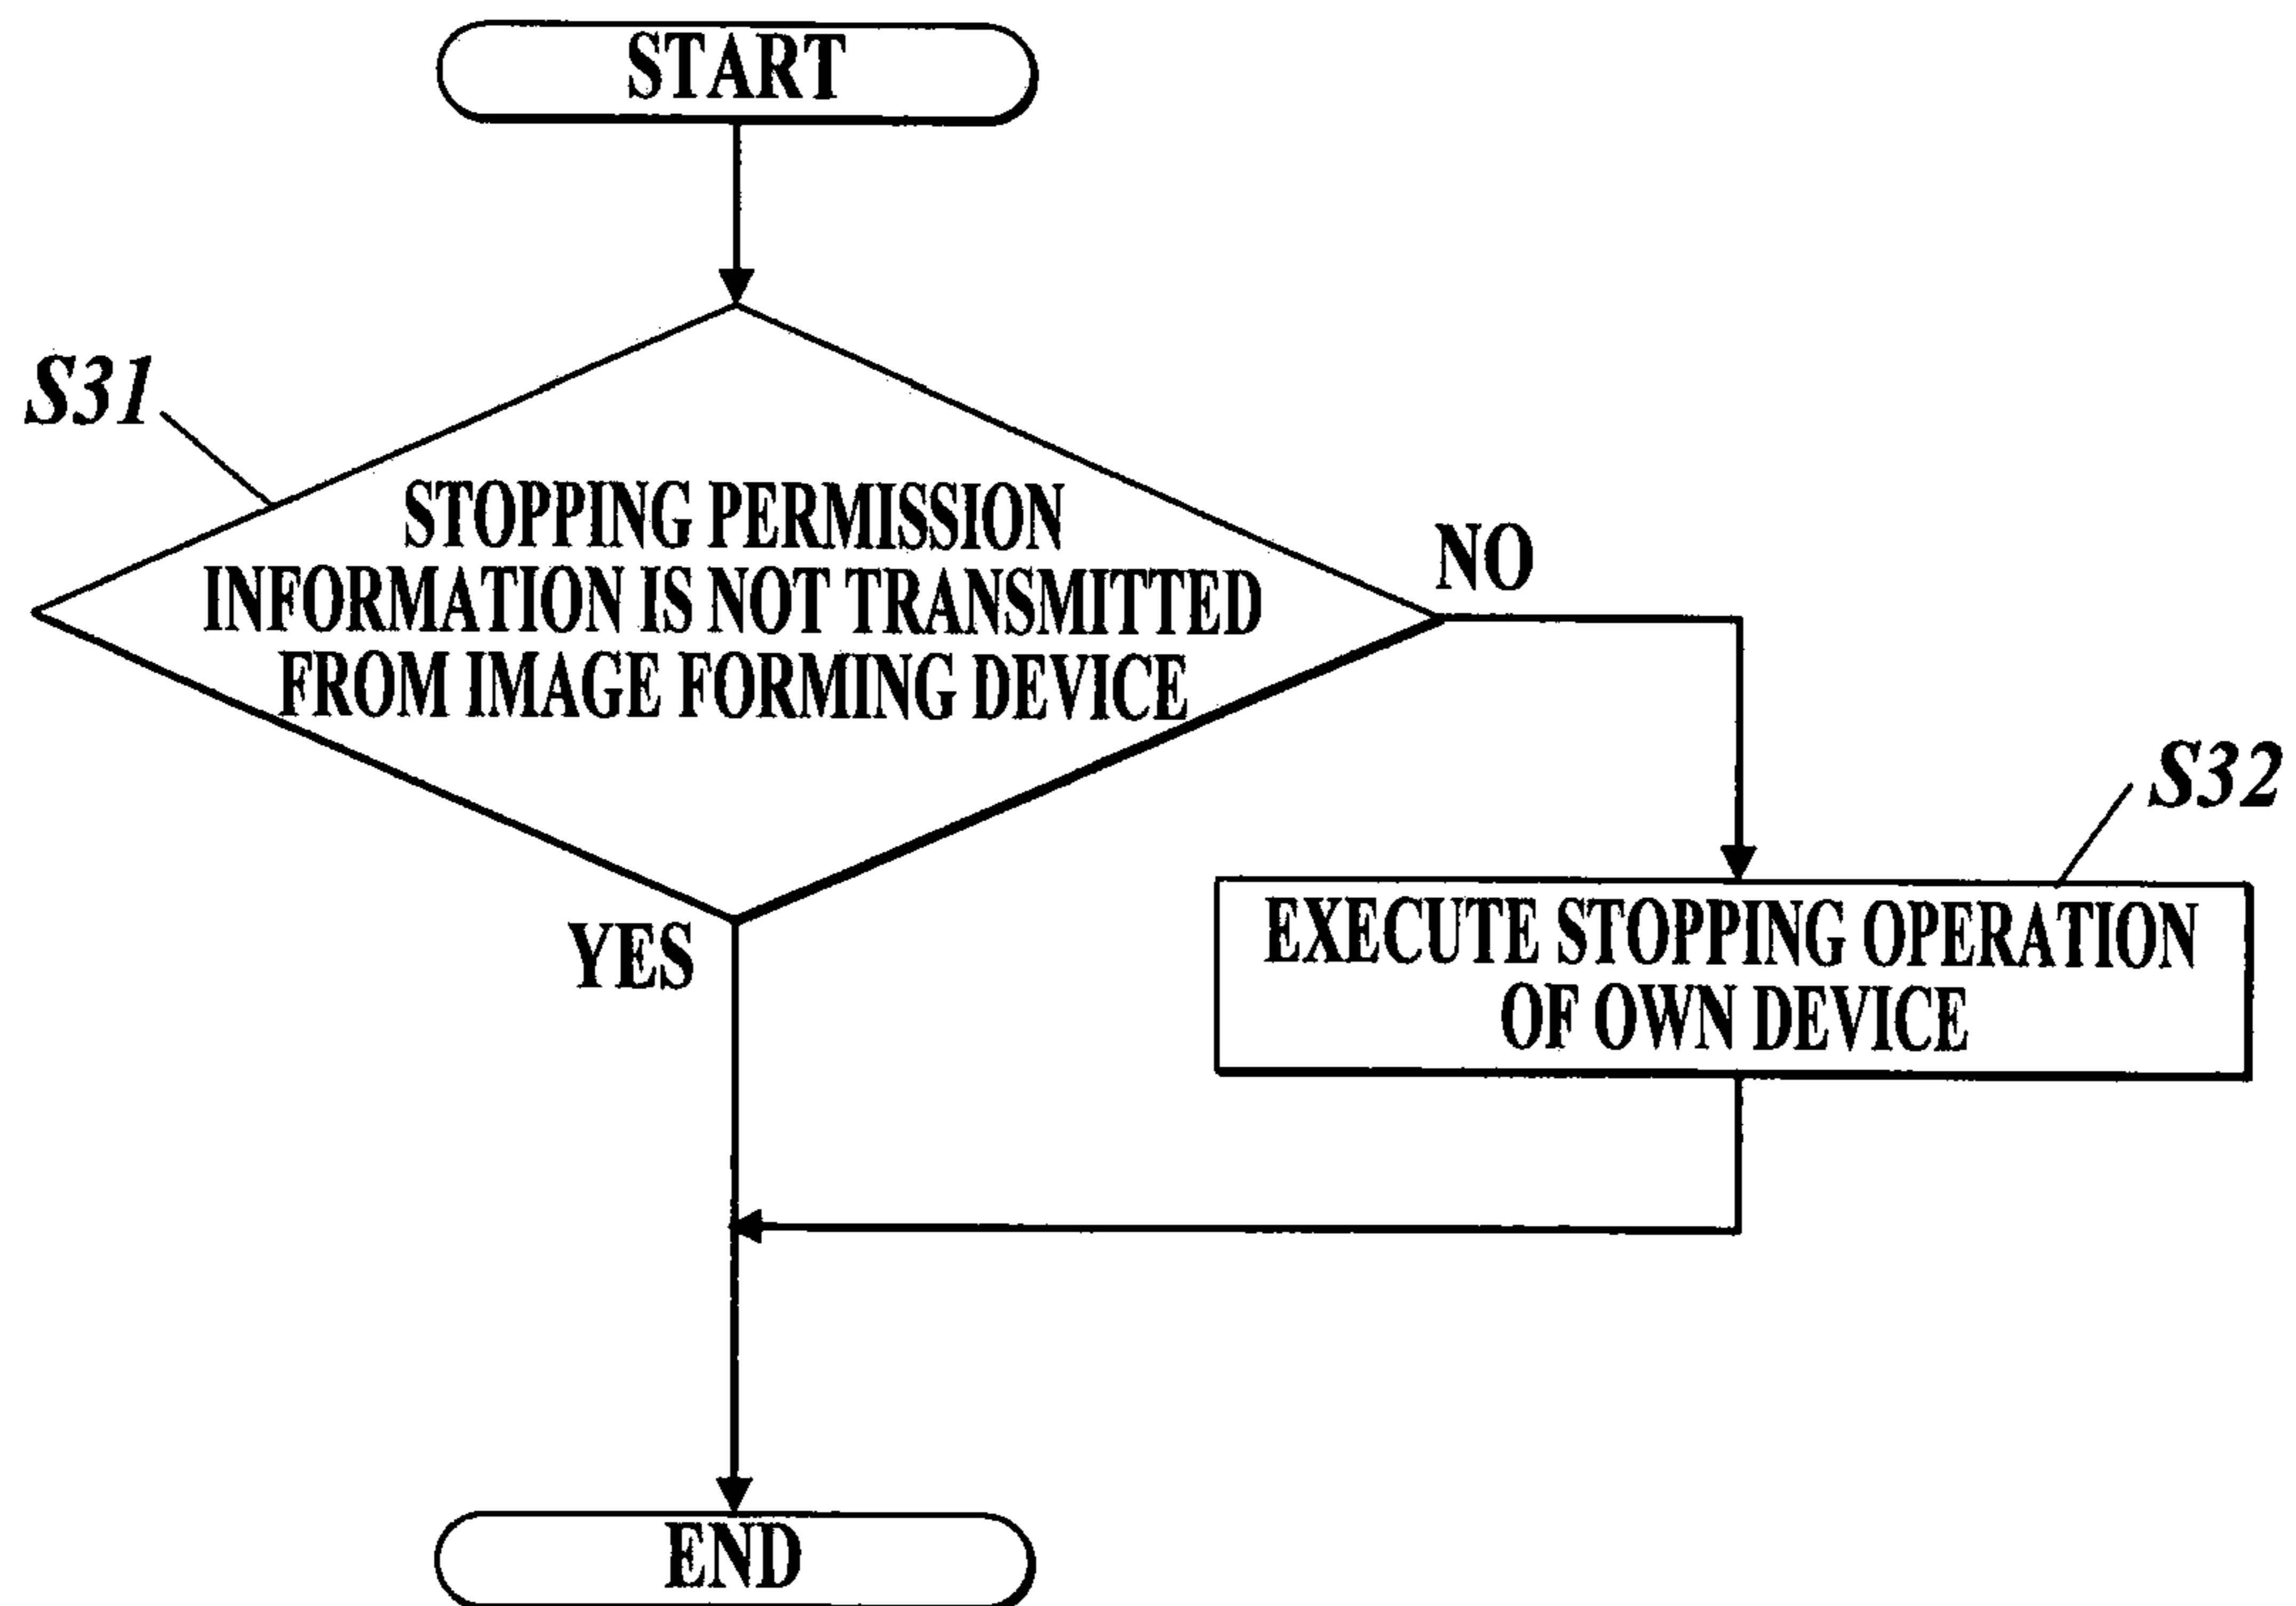 START
S31
STOPPING PERMISSION
INFORMATION IS NOT TRANSMITTED
FROM IMAGE FORMING DEVICE
NO
YES
S32
EXECUTE STOPPING OPERATION
OF OWN DEVICE
END